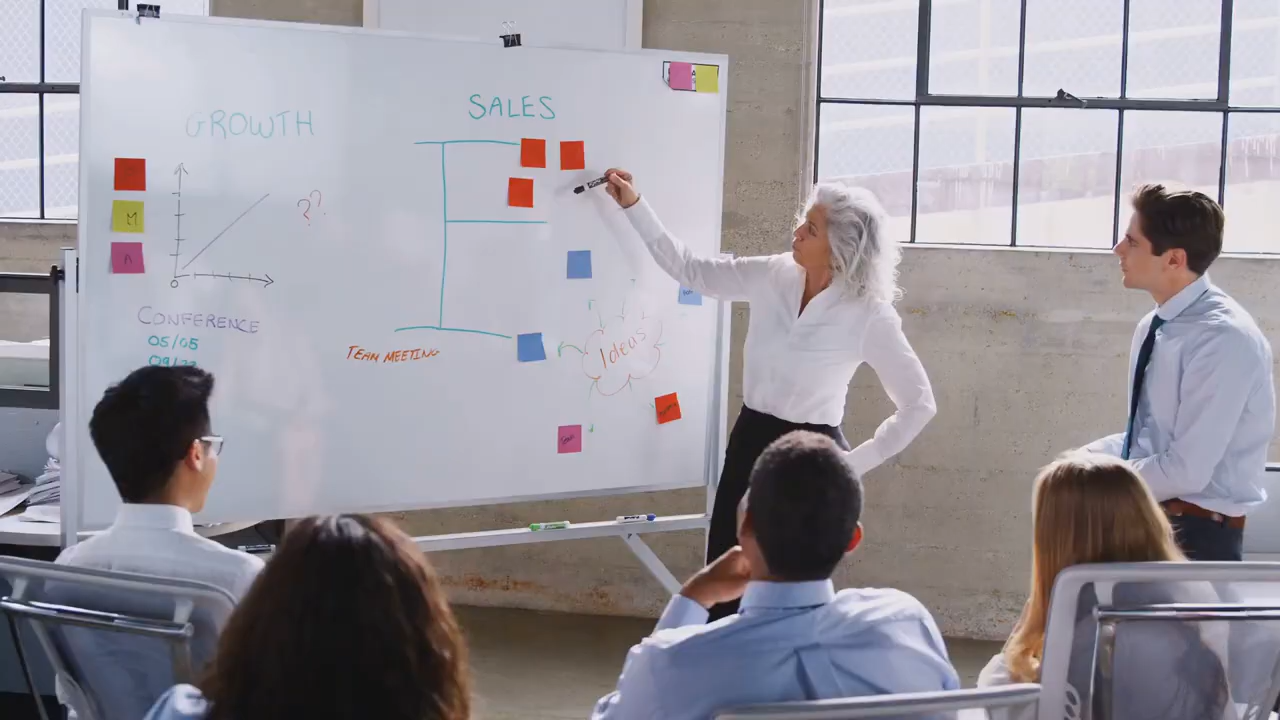 GROWTH
SALES
M
A
??
CONFERENCE
05/05
TEAM MEETING
Ideas